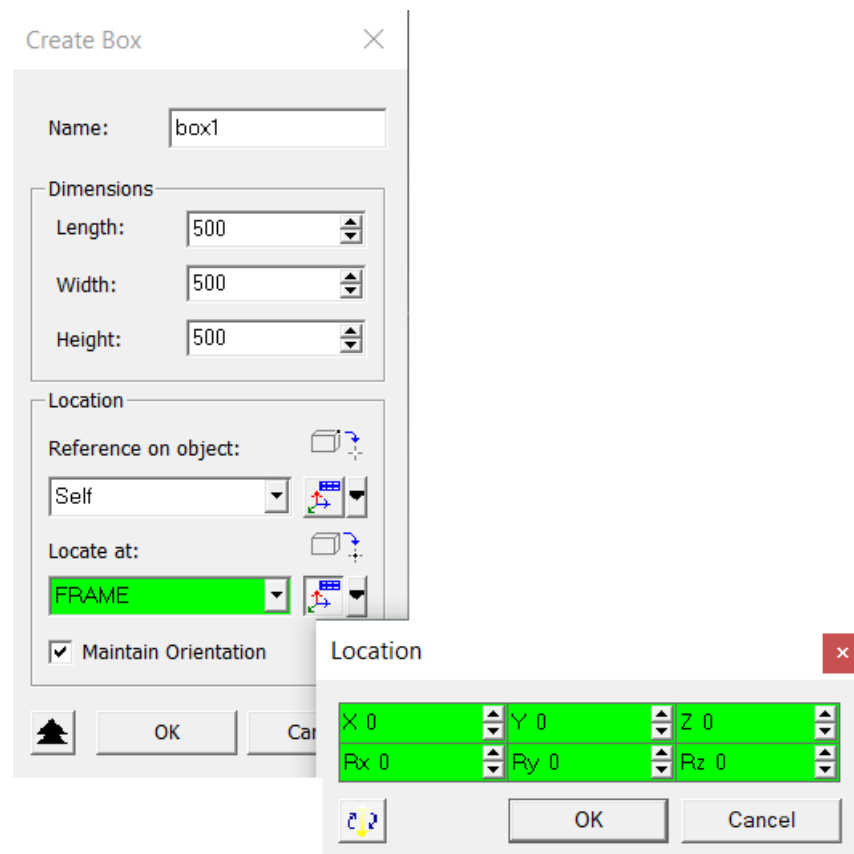 Create Box
Name: box1
Dimensions
Length: 500
Width: 500
Height: 500
Location
Reference on object:
Self
Locate at:
FRAME
Maintain Orientation
OK
Location
X 0 Y 0 Z 0
Rx 0 Ry 0 Rz 0
OK Cancel